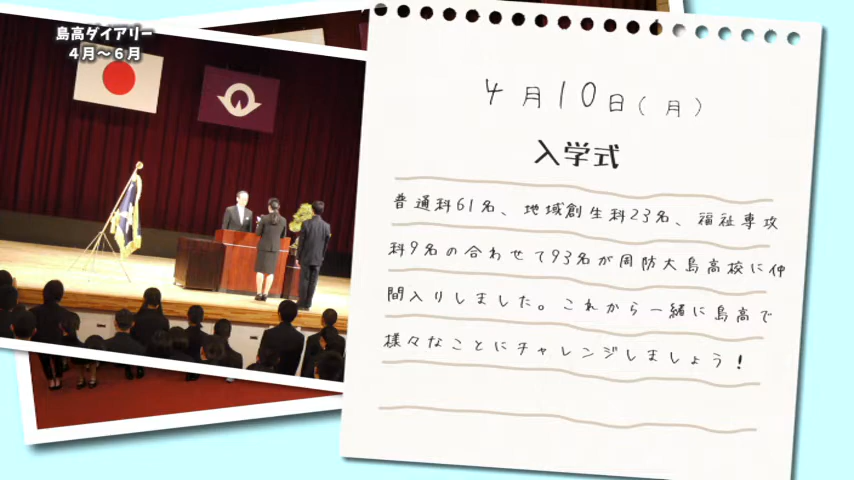 島高ダイアリー
4月〜6月
4月10日(月)
入学式
普通科61名、地域創生科23名、福祉専攻
科9名の合わせて93名が周防大島高校に仲
間入りしました。これから一緒に島高で
様々なことにチャレンジしましょう！